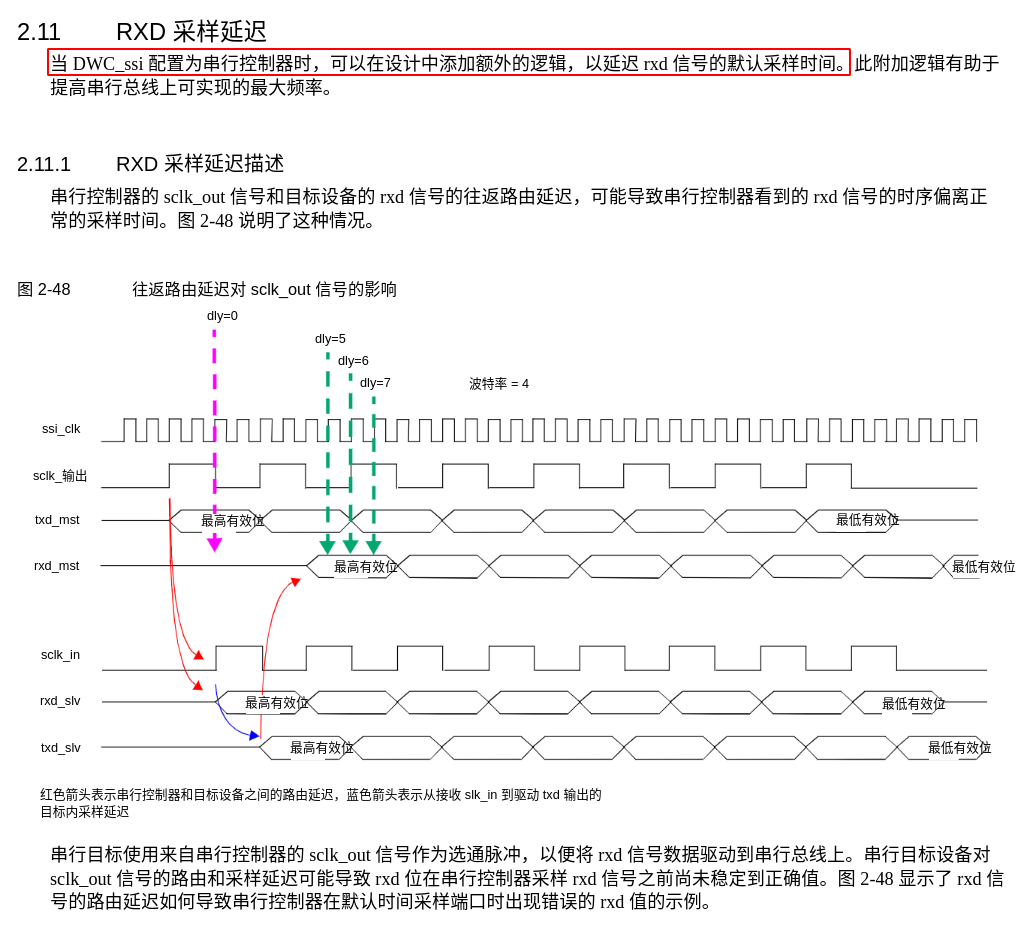 2.11 RXD 采样延迟
当 DWC_ssi 配置为串行控制器时，可以在设计中添加额外的逻辑，以延迟 rxd 信号的默认采样时间。此附加逻辑有助于
提高串行总线上可实现的最大频率。
2.11.1 RXD 采样延迟描述
串行控制器的 sclk_out 信号和目标设备的 rxd 信号的往返路由延迟，可能导致串行控制器看到的 rxd 信号的时序偏离正
常的采样时间。图 2-48 说明了这种情况。
图 2-48 往返路由延迟对 sclk_out 信号的影响
dly=0
dly=5
dly=6
dly=7
波特率 = 4
ssi_clk
sclk_输出
txd_mst 最高有效位 最低有效位
rxd_mst 最高有效位 最低有效位
sclk_in
rxd_slv 最高有效位 最低有效位
txd_slv 最高有效位 最低有效位
红色箭头表示串行控制器和目标设备之间的路由延迟，蓝色箭头表示从接收 slk_in 到驱动 txd 输出的
目标内采样延迟
串行目标使用来自串行控制器的 sclk_out 信号作为选通脉冲，以便将 rxd 信号数据驱动到串行总线上。串行目标设备对
sclk_out 信号的路由和采样延迟可能导致 rxd 位在串行控制器采样 rxd 信号之前尚未稳定到正确值。图 2-48 显示了 rxd 信
号的路由延迟如何导致串行控制器在默认时间采样端口时出现错误的 rxd 值的示例。